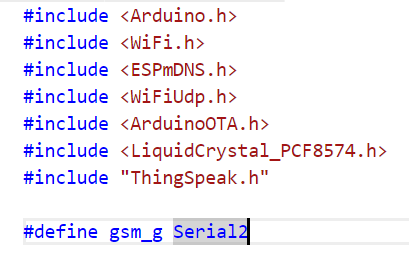 #include <Arduino.h>
#include <WiFi.h>
#include <ESPmDNS.h>
#include <WiFiUdp.h>
#include <ArduinoOTA.h>
#include <LiquidCrystal_PCF8574.h>
#include "ThingSpeak.h"
#define gsm_g Serial2